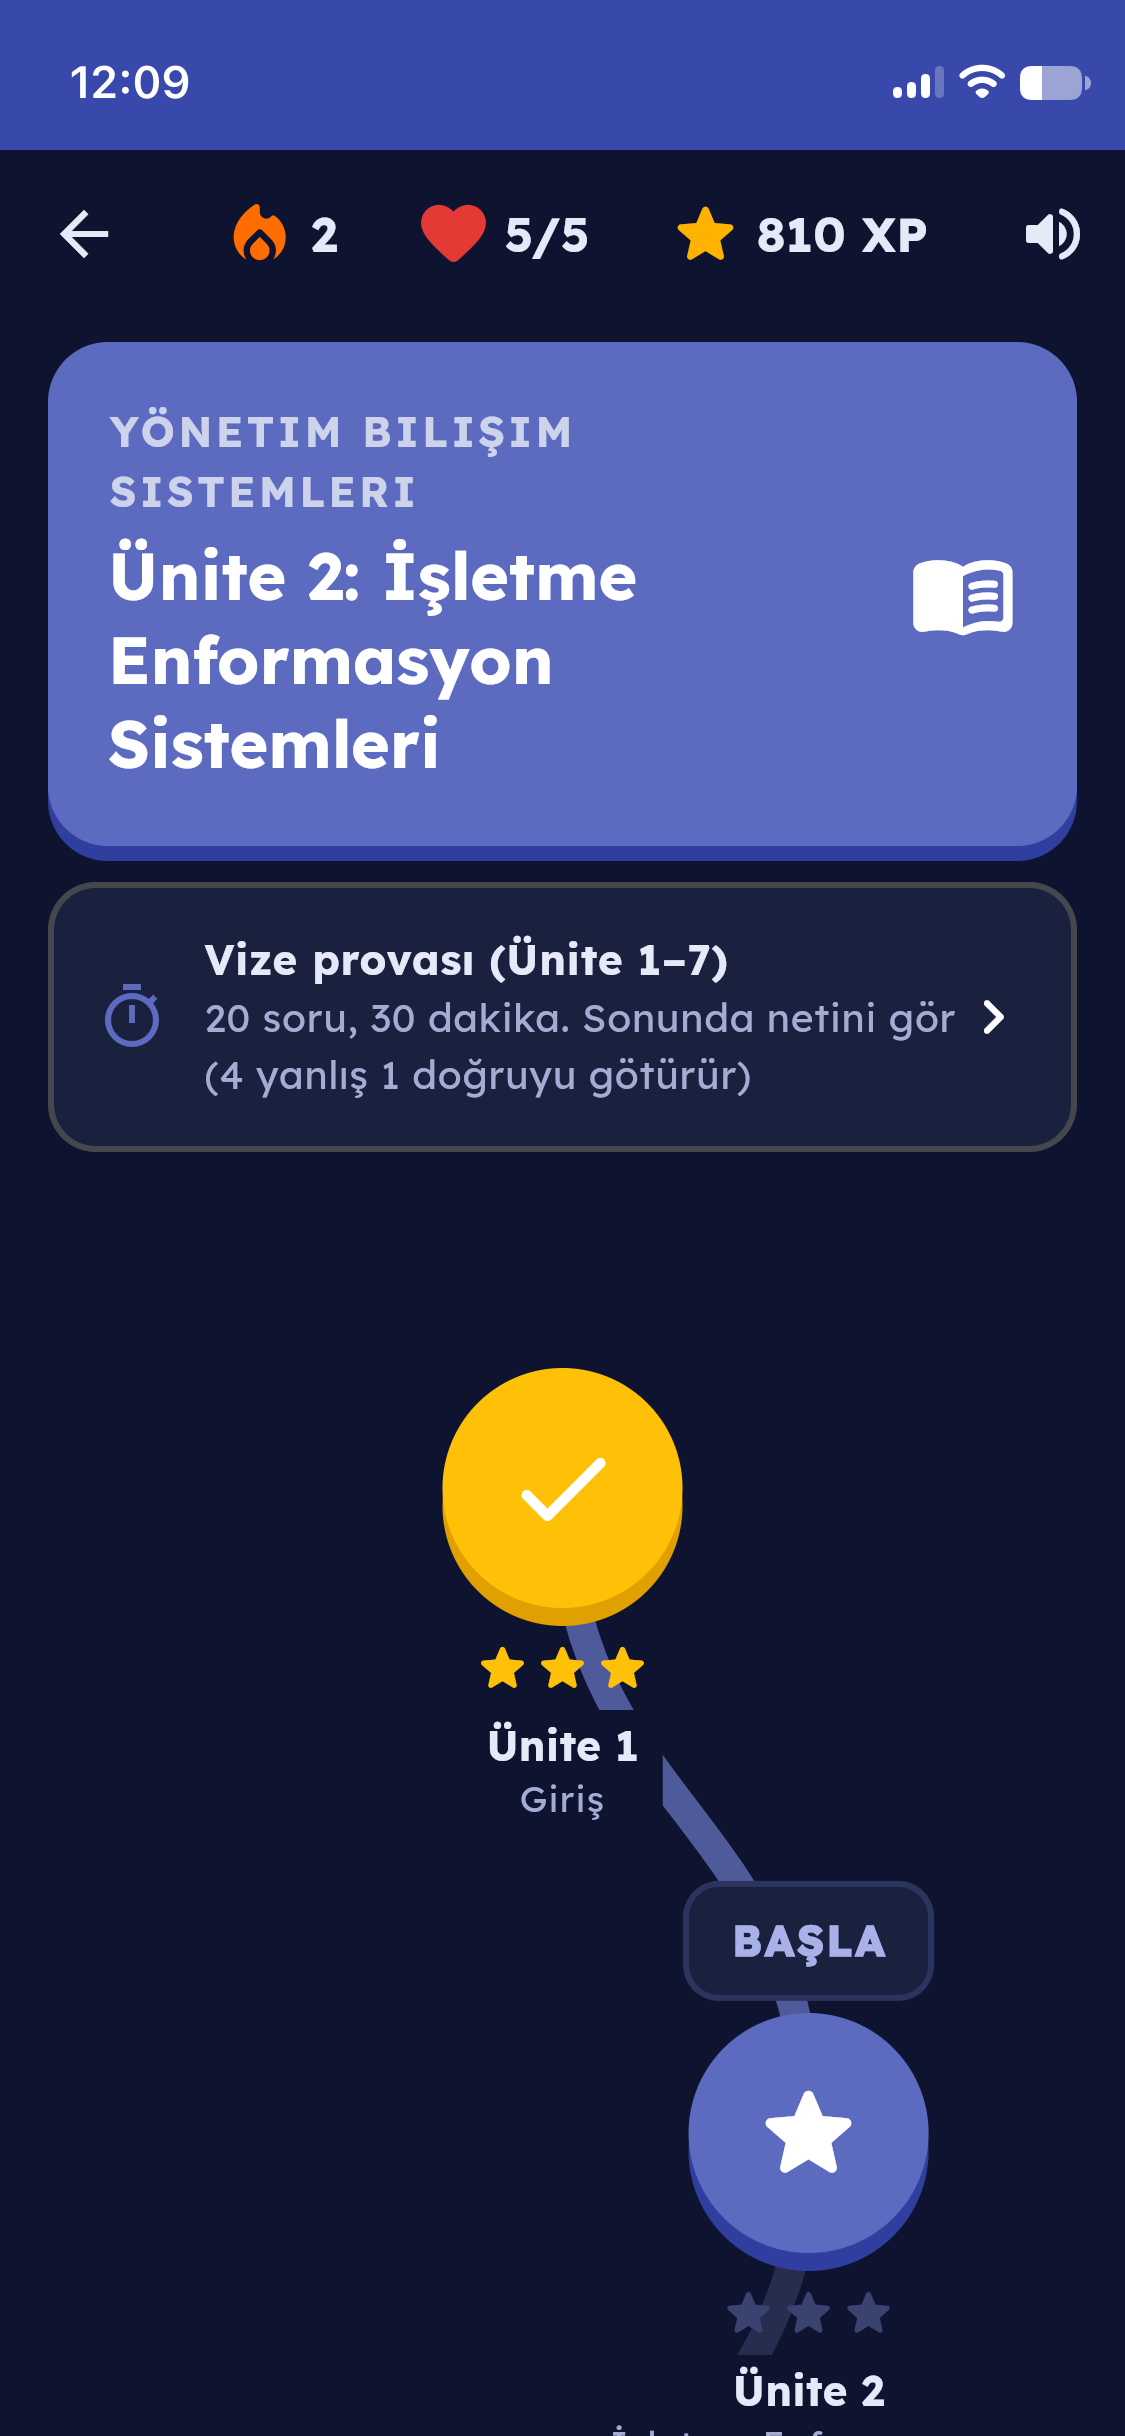 12:09
2 5/5 810 XP
YÖNETIM BILIŞIM
SISTEMLERI
Ünite 2: İşletme
Enformasyon
Sistemleri
Vize provası (Ünite 1–7)
20 soru, 30 dakika. Sonunda netini gör
(4 yanlış 1 doğruyu götürür)
Ünite 1
Giriş
BAŞLA
Ünite 2